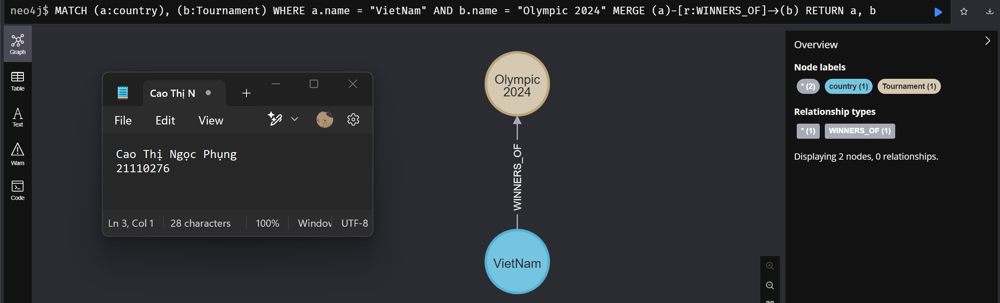 neo4j$ MATCH (a:country), (b:Tournament) WHERE a.name = "VietNam" AND b.name = "Olympic 2024" MERGE (a)-[r:WINNERS_OF]->(b) RETURN a, b
Graph
Table
Text
Warn
Code
Cao Thị N
File Edit View
Cao Thị Ngọc Phụng
21110276
Ln 3, Col 1 28 characters 100% UTF-8
Olympic
2024
WINNERS_OF
VietNam
Overview
Node labels
* (2) country (1) Tournament (1)
Relationship types
* (1) WINNERS_OF (1)
Displaying 2 nodes, 0 relationships.